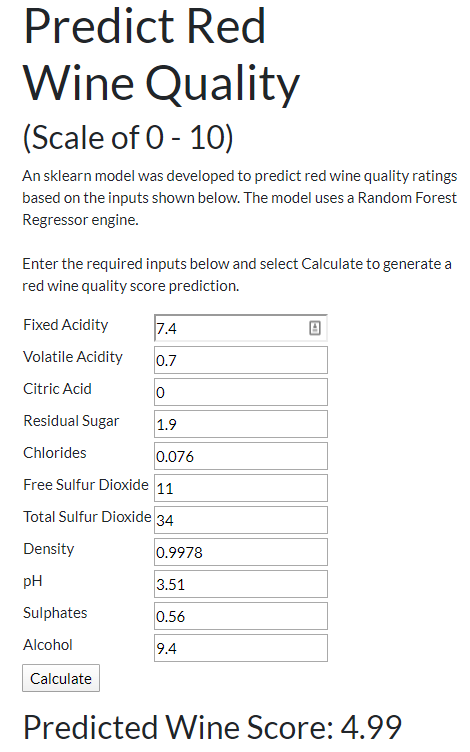 Predict Red
Wine Quality
(Scale of 0 - 10)
An sklearn model was developed to predict red wine quality ratings
based on the inputs shown below. The model uses a Random Forest
Regressor engine.
Enter the required inputs below and select Calculate to generate a
red wine quality score prediction.
Fixed Acidity 7.4
Volatile Acidity 0.7
Citric Acid 0
Residual Sugar 1.9
Chlorides 0.076
Free Sulfur Dioxide 11
Total Sulfur Dioxide 34
Density 0.9978
pH 3.51
Sulphates 0.56
Alcohol 9.4
Calculate
Predicted Wine Score: 4.99